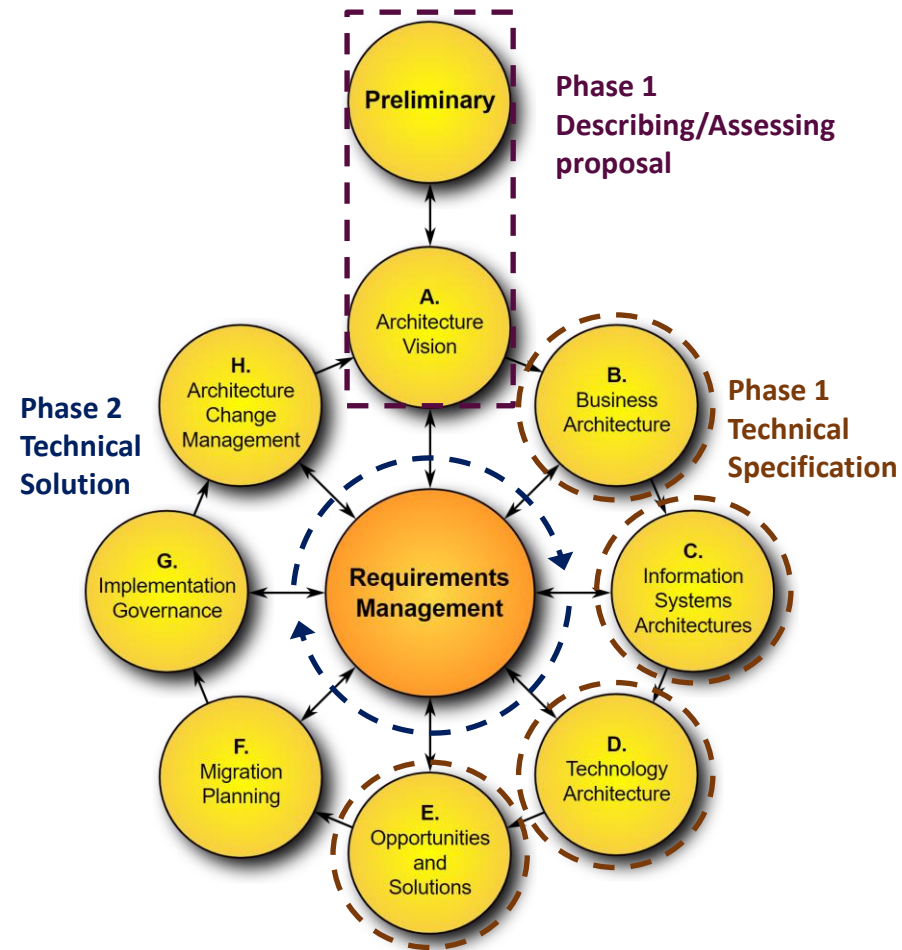 Preliminary
Phase 1
Describing/Assessing
proposal
A.
Architecture
Vision
H.
Architecture
Change
Management
B.
Business
Architecture
Phase 2
Technical
Solution
Phase 1
Technical
Specification
G.
Implementation
Governance
Requirements
Management
C.
Information
Systems
Architectures
F.
Migration
Planning
D.
Technology
Architecture
E.
Opportunities
and
Solutions